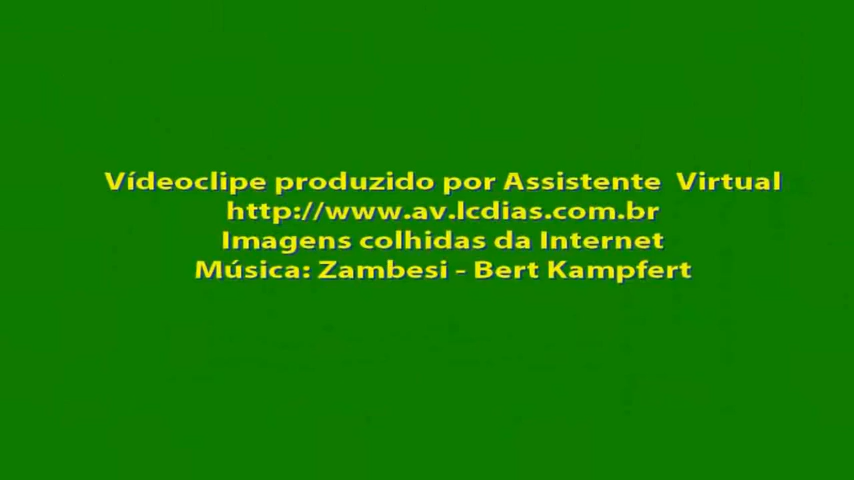 Vídeoclipe produzido por Assistente Virtual
http://www.av.lcdias.com.br
Imagens colhidas da Internet
Música: Zambesi - Bert Kampfert